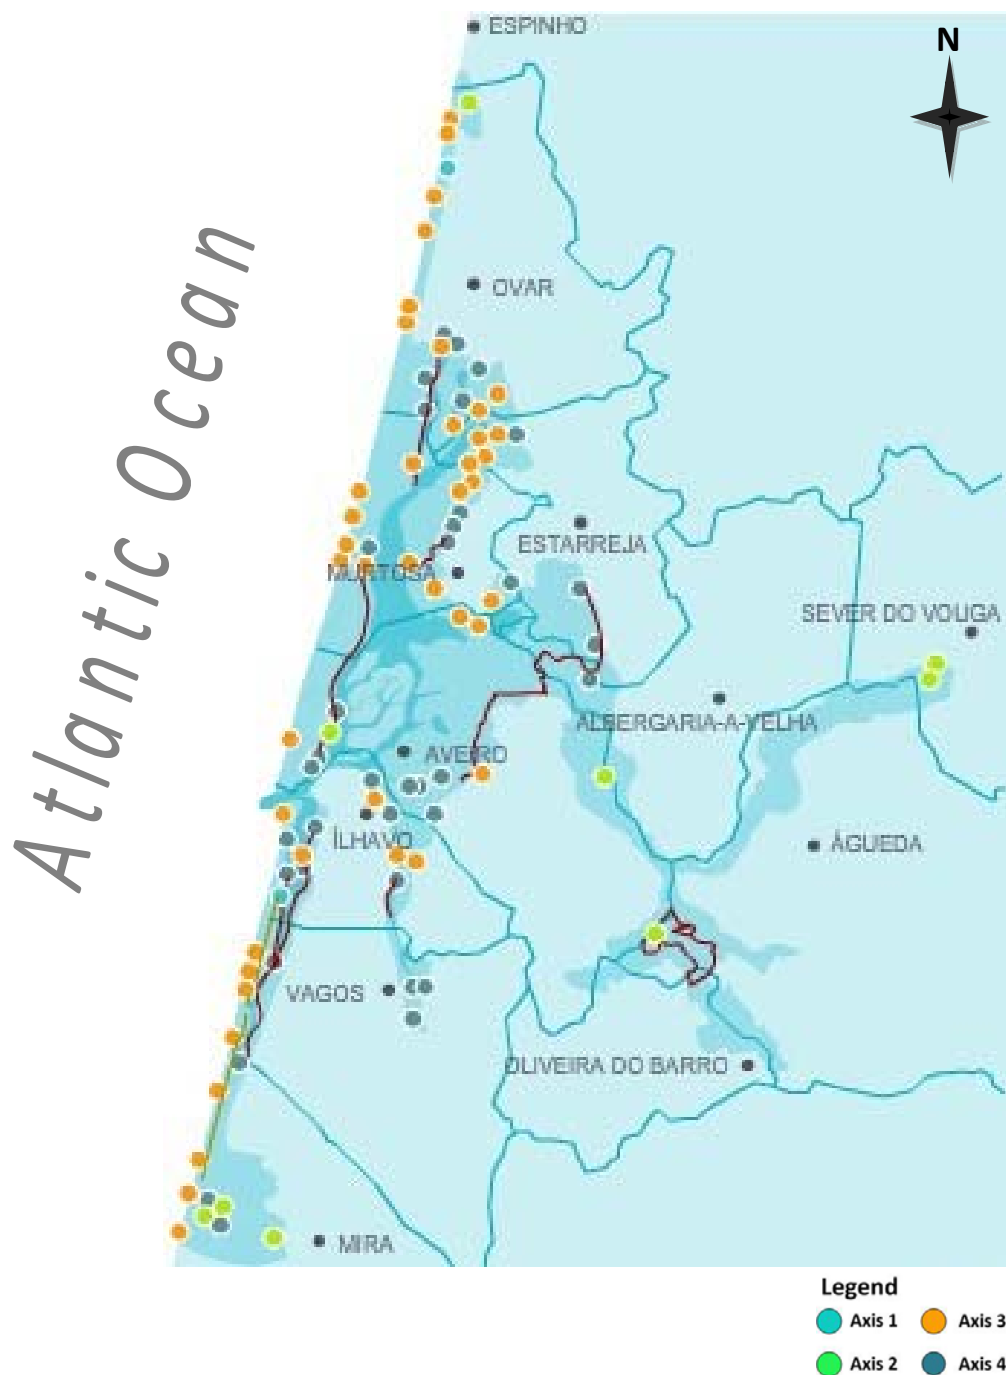 ESPINHO
N
OVAR
Atlantic Ocean
ESTARREJA
MURTOSA
SEVER DO VOUGA
ALBERGARIA-A-VELHA
AVEIRO
ÍLHAVO
ÁGUEDA
VAGOS
OLIVEIRA DO BARRO
MIRA
Legend
Axis 1 Axis 3
Axis 2 Axis 4